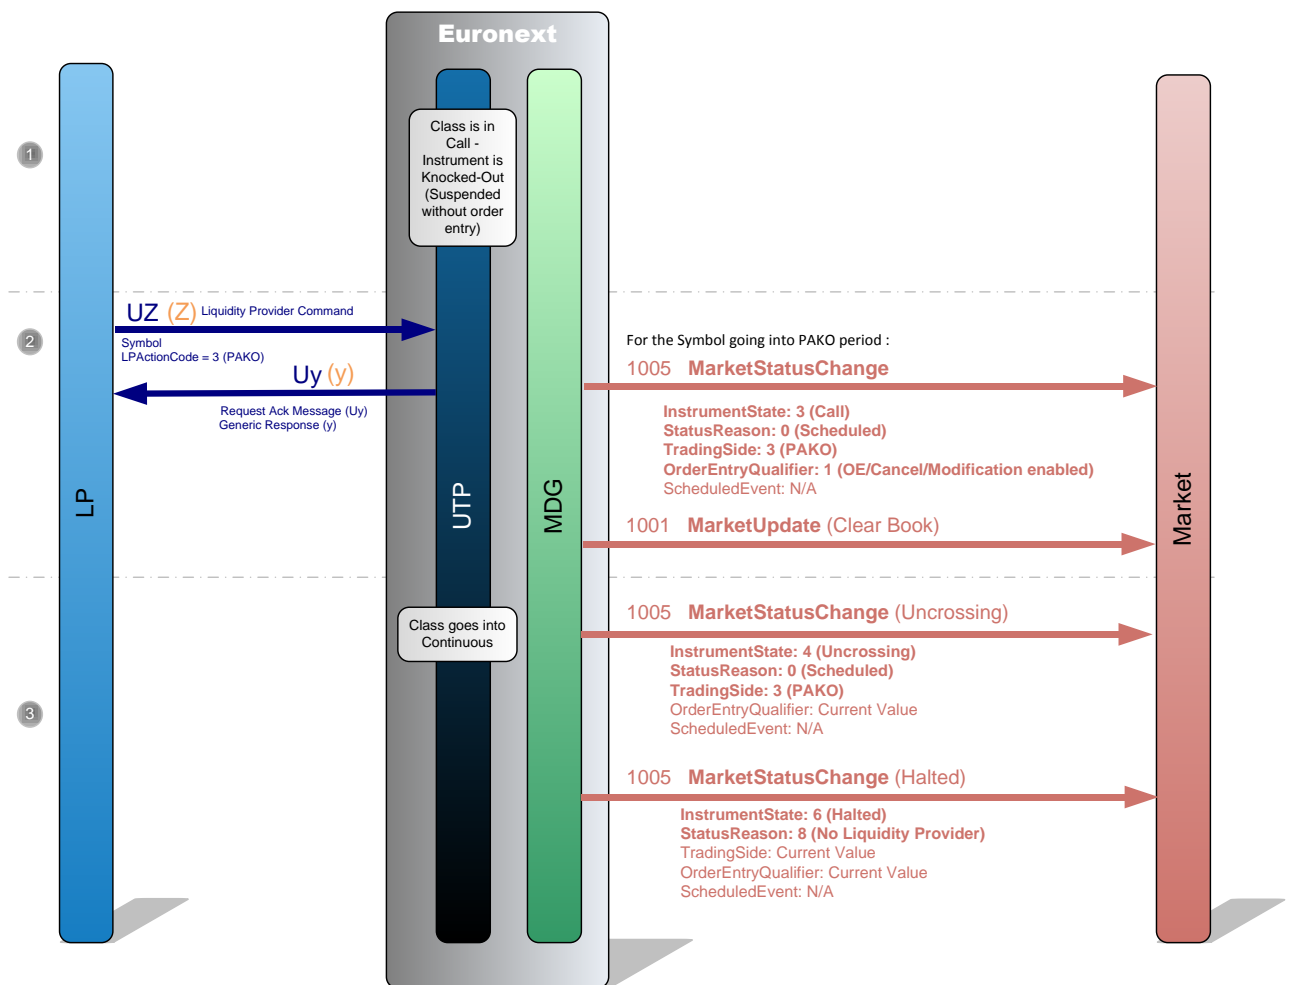 Euronext
1
Class is in
Call -
Instrument is
Knocked-Out
(Suspended
without order
entry)
2
UZ (Z) Liquidity Provider Command
Symbol
LPActionCode = 3 (PAKO)
Uy (y)
Request Ack Message (Uy)
Generic Response (y)
For the Symbol going into PAKO period :
1005 MarketStatusChange
InstrumentState: 3 (Call)
StatusReason: 0 (Scheduled)
TradingSide: 3 (PAKO)
OrderEntryQualifier: 1 (OE/Cancel/Modification enabled)
ScheduledEvent: N/A
LP
UTP
MDG
Market
1001 MarketUpdate (Clear Book)
3
Class goes into
Continuous
1005 MarketStatusChange (Uncrossing)
InstrumentState: 4 (Uncrossing)
StatusReason: 0 (Scheduled)
TradingSide: 3 (PAKO)
OrderEntryQualifier: Current Value
ScheduledEvent: N/A
1005 MarketStatusChange (Halted)
InstrumentState: 6 (Halted)
StatusReason: 8 (No Liquidity Provider)
TradingSide: Current Value
OrderEntryQualifier: Current Value
ScheduledEvent: N/A